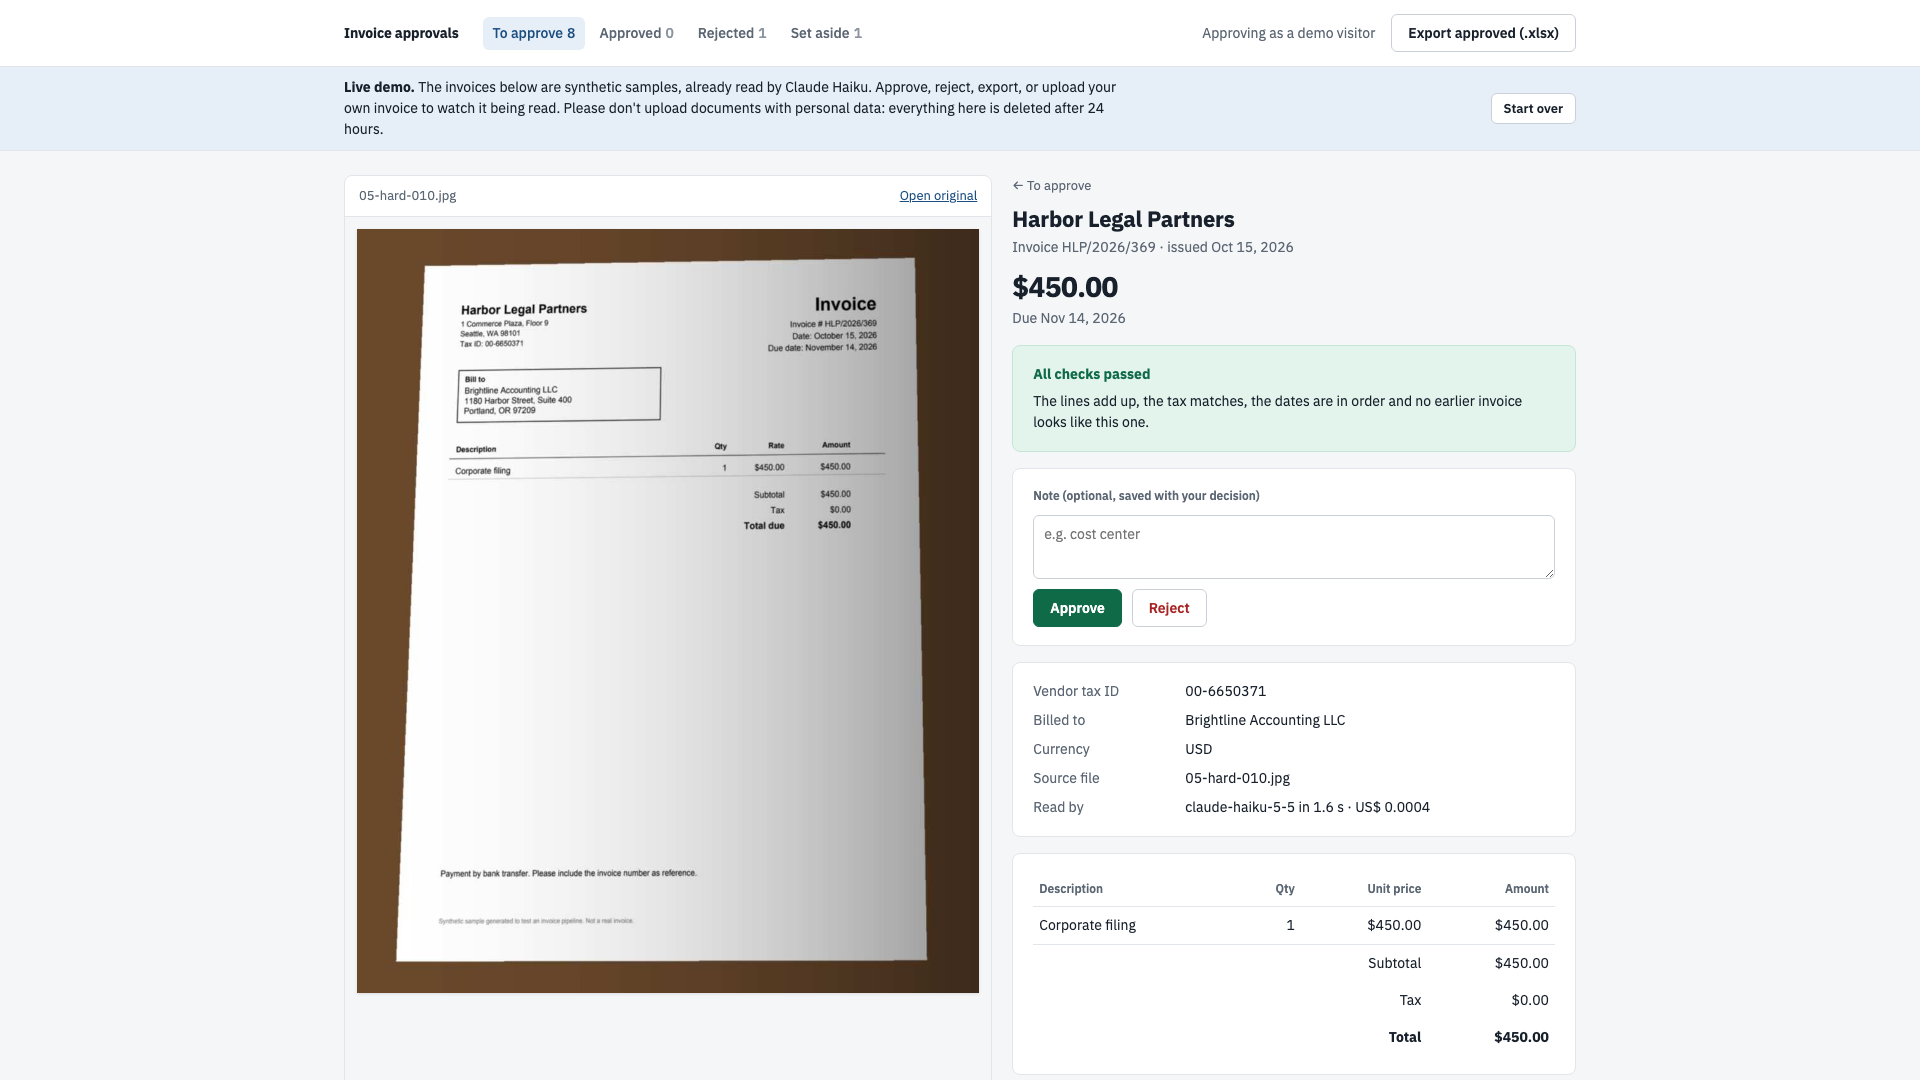 Invoice approvals
To approve 8
Approved 0
Rejected 1
Set aside 1
Approving as a demo visitor
Export approved (.xlsx)
Live demo. The invoices below are synthetic samples, already read by Claude Haiku. Approve, reject, export, or upload your
own invoice to watch it being read. Please don't upload documents with personal data: everything here is deleted after 24
hours.
Start over
05-hard-010.jpg
Open original
Harbor Legal Partners
1 Commerce Plaza, Floor 9
Seattle, WA 98101
Tax ID: 00-6650371
Invoice
Invoice # HLP/2026/369
Date: October 15, 2026
Due date: November 14, 2026
Bill to
Brightline Accounting LLC
1180 Harbor Street, Suite 400
Portland, OR 97209
Description Qty Rate Amount
Corporate filing 1 $450.00 $450.00
Subtotal $450.00
Tax $0.00
Total due $450.00
Payment by bank transfer. Please include the invoice number as reference.
Synthetic sample generated to test an invoice pipeline. Not a real invoice.
← To approve
Harbor Legal Partners
Invoice HLP/2026/369 · issued Oct 15, 2026
$450.00
Due Nov 14, 2026
All checks passed
The lines add up, the tax matches, the dates are in order and no earlier invoice
looks like this one.
Note (optional, saved with your decision)
e.g. cost center
Approve
Reject
Vendor tax ID 00-6650371
Billed to Brightline Accounting LLC
Currency USD
Source file 05-hard-010.jpg
Read by claude-haiku-5-5 in 1.6 s · US$ 0.0004
Description Qty Unit price Amount
Corporate filing 1 $450.00 $450.00
Subtotal $450.00
Tax $0.00
Total $450.00